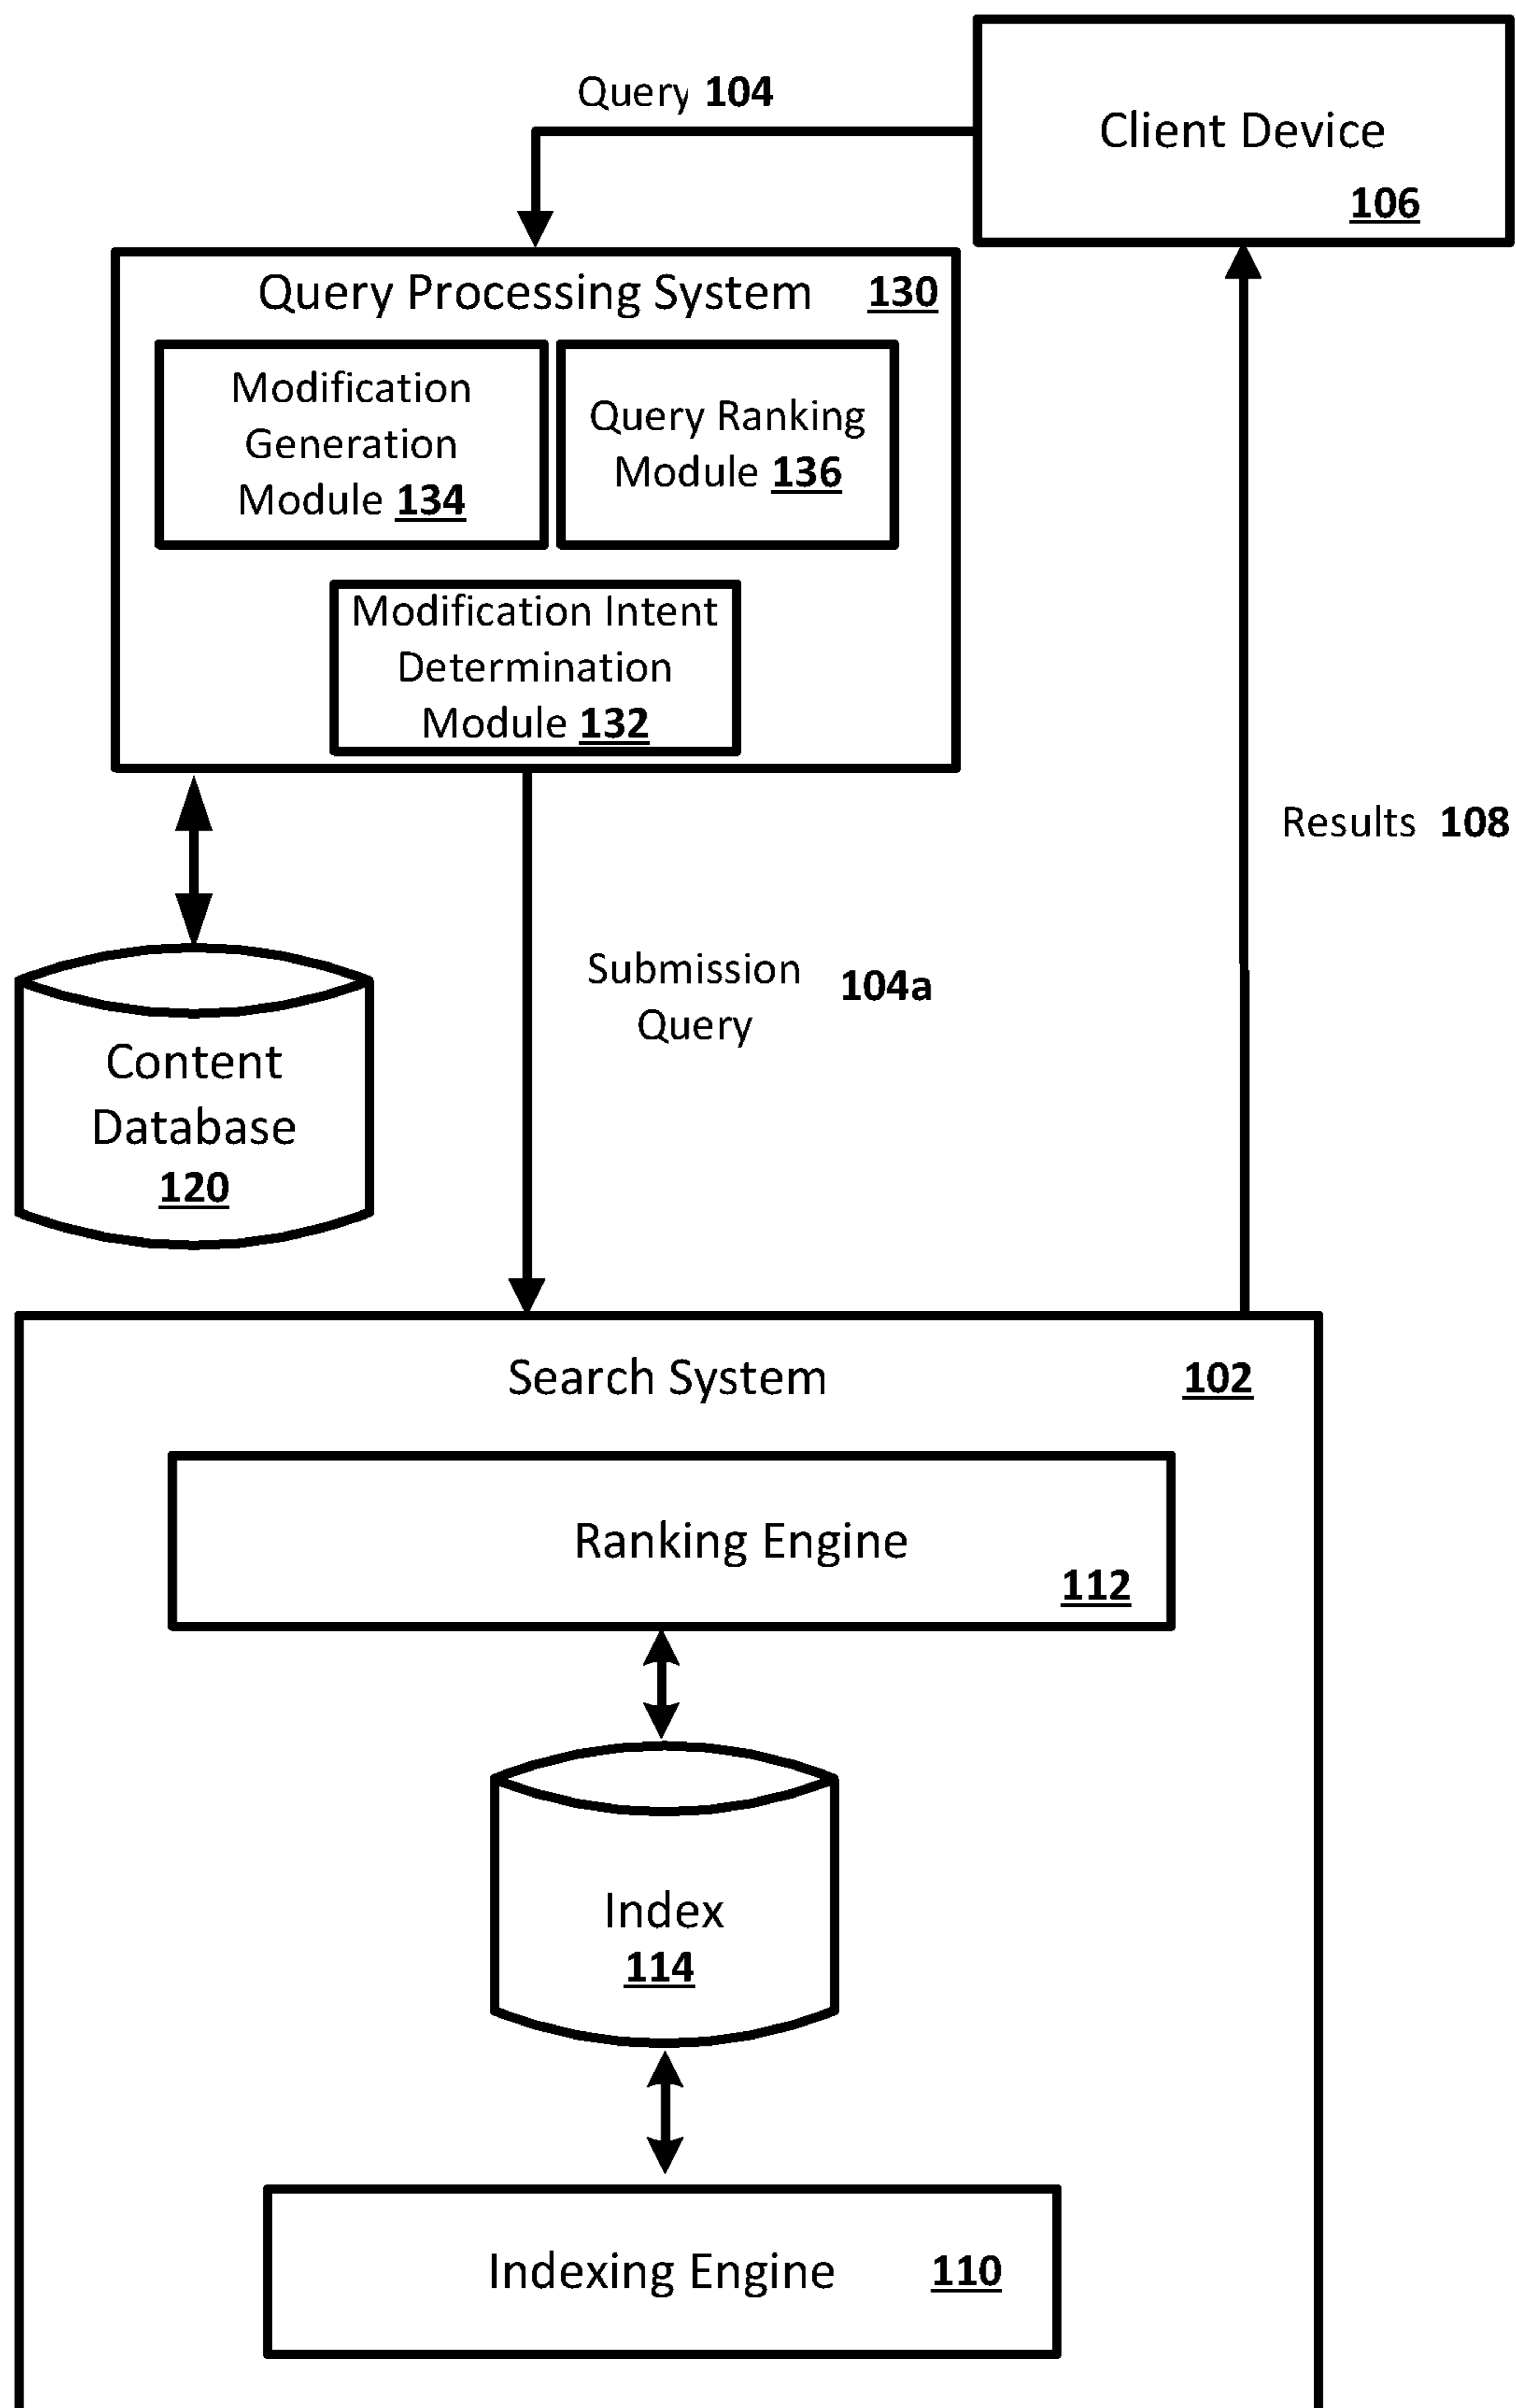 Query 104
Client Device
106
Query Processing System 130
Modification
Generation
Module 134
Query Ranking
Module 136
Modification Intent
Determination
Module 132
Results 108
Submission
Query
104a
Content
Database
120
Search System 102
Ranking Engine
112
Index
114
Indexing Engine 110